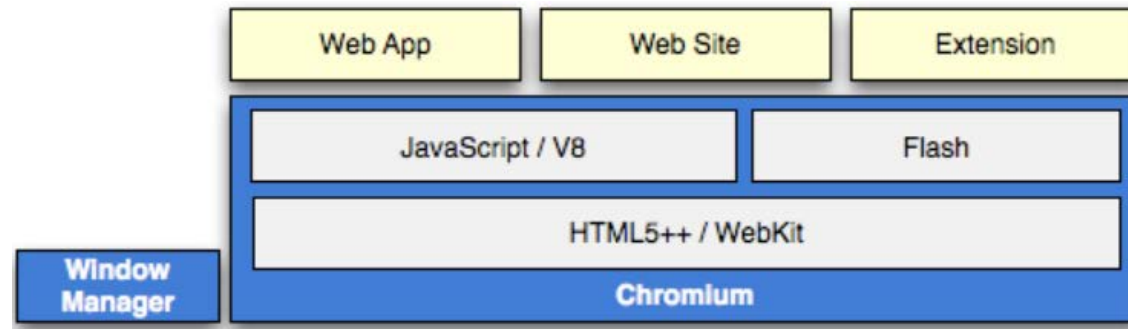 Web App
Web Site
Extension
JavaScript / V8
Flash
HTML5++ / WebKit
Window
Manager
Chromium